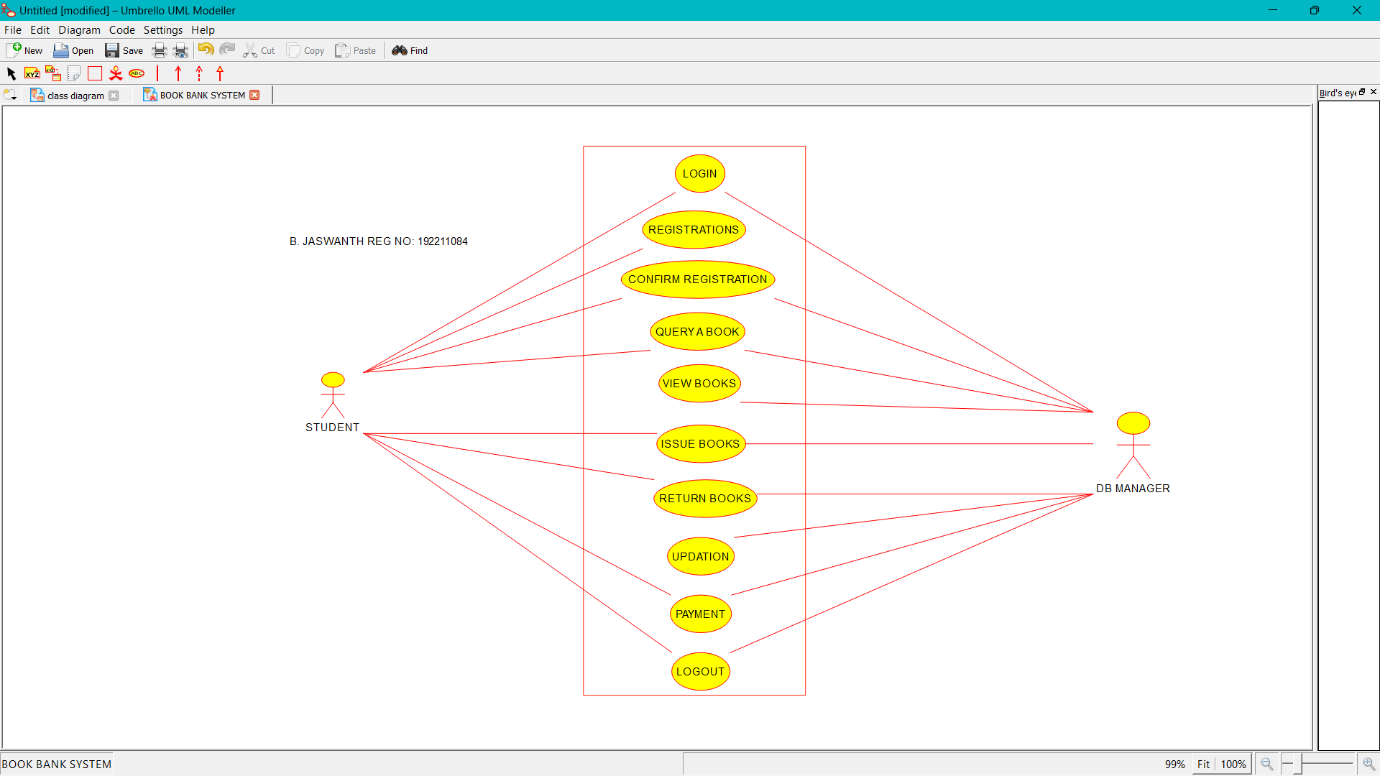 Untitled [modified] – Umbrello UML Modeller
File Edit Diagram Code Settings Help
New Open Save Cut Copy Paste Find
XYZ ABC
class diagram BOOK BANK SYSTEM
Bird's eye
LOGIN
REGISTRATIONS
B. JASWANTH REG NO: 192211084
CONFIRM REGISTRATION
QUERY A BOOK
VIEW BOOKS
STUDENT
ISSUE BOOKS
DB MANAGER
RETURN BOOKS
UPDATION
PAYMENT
LOGOUT
BOOK BANK SYSTEM 99% Fit 100%